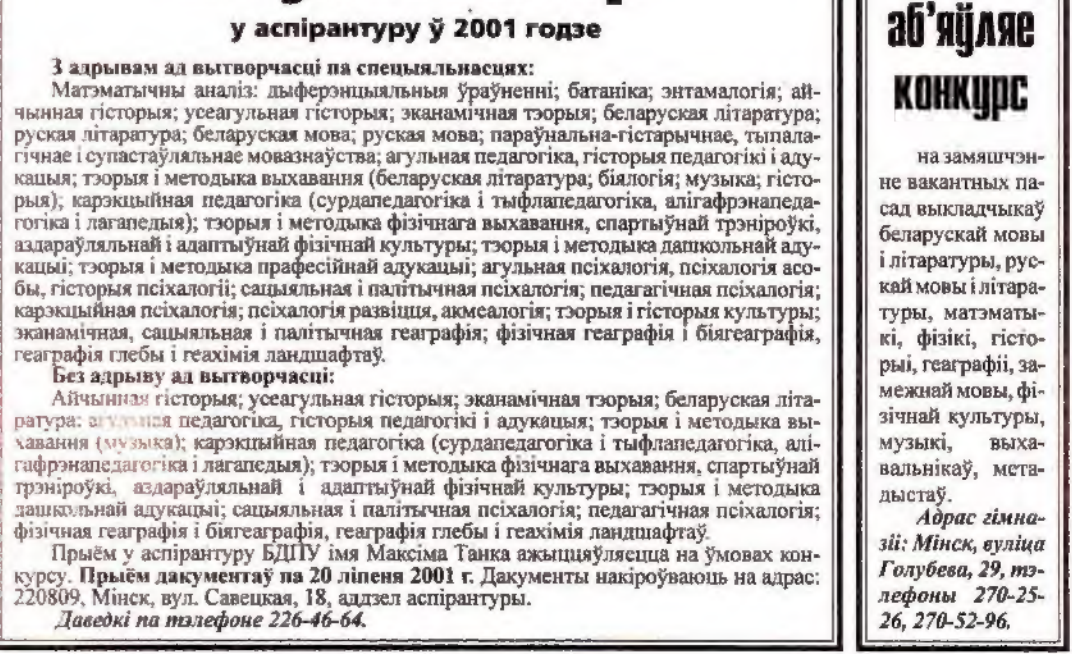 у аспірантуру ў 2001 годзе
З адрывам ад вытворчасці па спецыяльнасцях:
Матэматычны аналіз: дыферэнцыяльныя ўраўненні; батаніка; энтамалогія; ай-
чынная гісторыя; усеагульная гісторыя; эканамічная тэорыя; беларуская літаратура;
руская літаратура; беларуская мова; руская мова; параўнальна-гістарычнае, тыпала-
гічнае і супастаўляльнае мовазнаўства; агульная педагогіка, гісторыя педагогікі і аду-
кацыя; тэорыя і методыка выхавання (беларуская літаратура; біялогія; музыка; гісто-
рыя); карэкцыйная педагогіка (сурдапедагогіка і тыфлапедагогіка, алігафрэнапеда-
гогіка і лагапедыя); тэорыя і методыка фізічнага выхавання, спартыўнай трэніроўкі,
аздараўляльнай і адаптыўнай фізічнай культуры; тэорыя і методыка дашкольнай аду-
кацыі; тэорыя і методыка прафесійнай адукацыі; агульная псіхалогія, псіхалогія асо-
бы, гісторыя псіхалогіі; сацыяльная і палітычная псіхалогія; педагагічная псіхалогія;
карэкцыйная псіхалогія; псіхалогія развіцця, акмеалогія; тэорыя і гісторыя культуры;
эканамічная, сацыяльная і палітычная геаграфія; фізічная геаграфія і біягеаграфія,
геаграфія глебы і геахімія ландшафтаў.
Без адрыву ад вытворчасці:
Айчынная гісторыя; усеагульная гісторыя; эканамічная тэорыя; беларуская літа-
ратура: агульная педагогіка, гісторыя педагогікі і адукацыя; тэорыя і методыка вы-
хавання (музыка); карэкцыйная педагогіка (сурдапедагогіка і тыфлапедагогіка, алі-
гафрэнапедагогіка і лагапедыя); тэорыя і методыка фізічнага выхавання, спартыўнай
трэніроўкі, аздараўляльнай і адаптыўнай фізічнай культуры; тэорыя і методыка
дашкольнай адукацыі; сацыяльная і палітычная псіхалогія; педагагічная псіхалогія;
фізічная геаграфія і біягеаграфія, геаграфія глебы і геахімія ландшафтаў.
Прыём у аспірантуру БДПУ імя Максіма Танка ажыццяўляецца на ўмовах кон-
курсу. Прыём дакументаў па 20 ліпеня 2001 г. Дакументы накіроўваюць на адрас:
220809, Мінск, вул. Савецкая, 18, аддзел аспірантуры.
Даведкі па тэлефоне 226-46-64.
аб'яўляе
конкурс
на замяшчэн-
не вакантных па-
сад выкладчыкаў
беларускай мовы
і літаратуры, рус-
кай мовы і літара-
туры, матэматы-
кі, фізікі, гісто-
рыі, геаграфіі, за-
межнай мовы, фі-
зічнай культуры,
музыкі, выха-
вальнікаў, мета-
дыстаў.
Адрас гімна-
зіі: Мінск, вуліца
Голубева, 29, тэ-
лефоны 270-25-
26, 270-52-96.